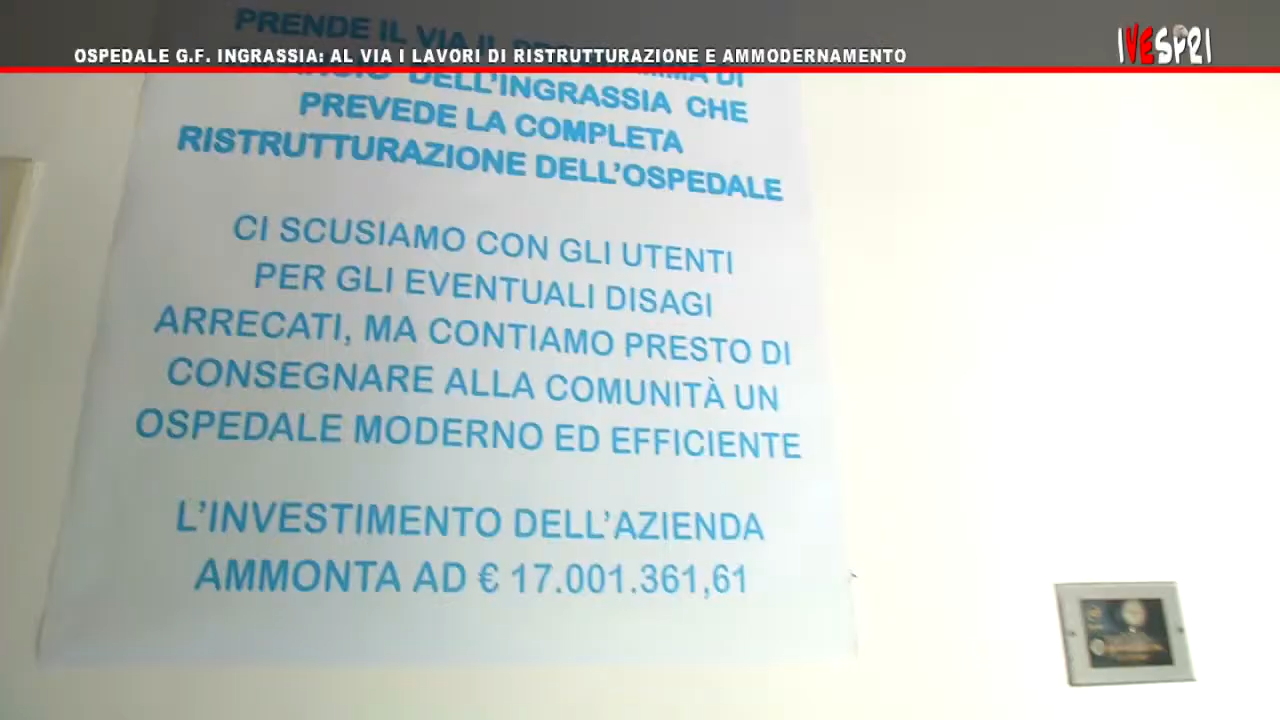 OSPEDALE G.F. INGRASSIA: AL VIA I LAVORI DI RISTRUTTURAZIONE E AMMODERNAMENTO
IVESPRI
PRENDE IL VIA IL
DELL'INGRASSIA CHE
PREVEDE LA COMPLETA
RISTRUTTURAZIONE DELL'OSPEDALE
CI SCUSIAMO CON GLI UTENTI
PER GLI EVENTUALI DISAGI
ARRECATI, MA CONTIAMO PRESTO DI
CONSEGNARE ALLA COMUNITÀ UN
OSPEDALE MODERNO ED EFFICIENTE
L'INVESTIMENTO DELL'AZIENDA
AMMONTA AD € 17.001.361,61